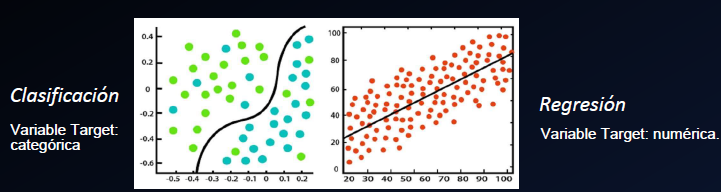 Clasificación
Variable Target:
categórica
0.4
0.2
0
-0.2
-0.4
-0.6
-0.5 -0.4 -0.3 -0.2 -0.1 0 0.1 0.2
100
80
60
40
20
0
20 30 40 50 60 70 80 90 100
Regresión
Variable Target: numérica.